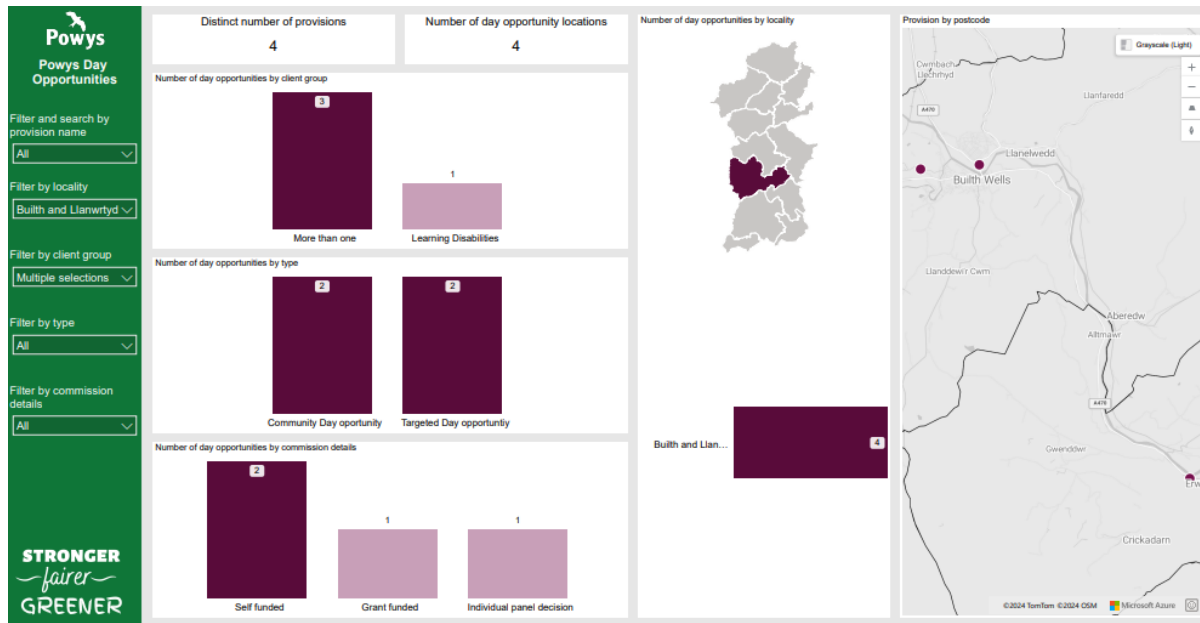 Powys
Powys Day
Opportunities
Filter and search by
provision name
All
Filter by locality
Builth and Llanwrtyd
Filter by client group
Multiple selections
Filter by type
All
Filter by commission
details
All
STRONGER
fairer
GREENER
Distinct number of provisions
4
Number of day opportunity locations
4
Number of day opportunities by client group
3
1
More than one
Learning Disabilities
Number of day opportunities by type
2
2
Community Day oportunity
Targeted Day opportuntiy
Number of day opportunities by commission details
2
1
1
Self funded
Grant funded
Individual panel decision
Number of day opportunities by locality
Builth and Llan...
4
Provision by postcode
Grayscale (Light)
Cwmbach
Llechrhyd
Llanfaredd
A470
Llanelwedd
Builth Wells
Llanddewi'r Cwm
Aberedw
Alltmawr
A470
Gwenddwr
Erw
Crickadarn
©2024 TomTom ©2024 OSM
Microsoft Azure